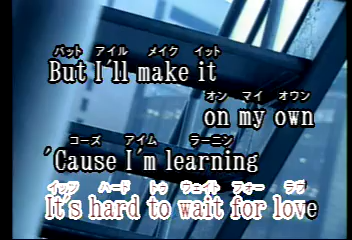 バット アイル メイク イット
But I'll make it
オン マイ オウン
on my own
コーズ アイム ラーニン
'Cause I'm learning
イッツ ハード トゥ ウェイト フォー ラブ
It's hard to wait for love